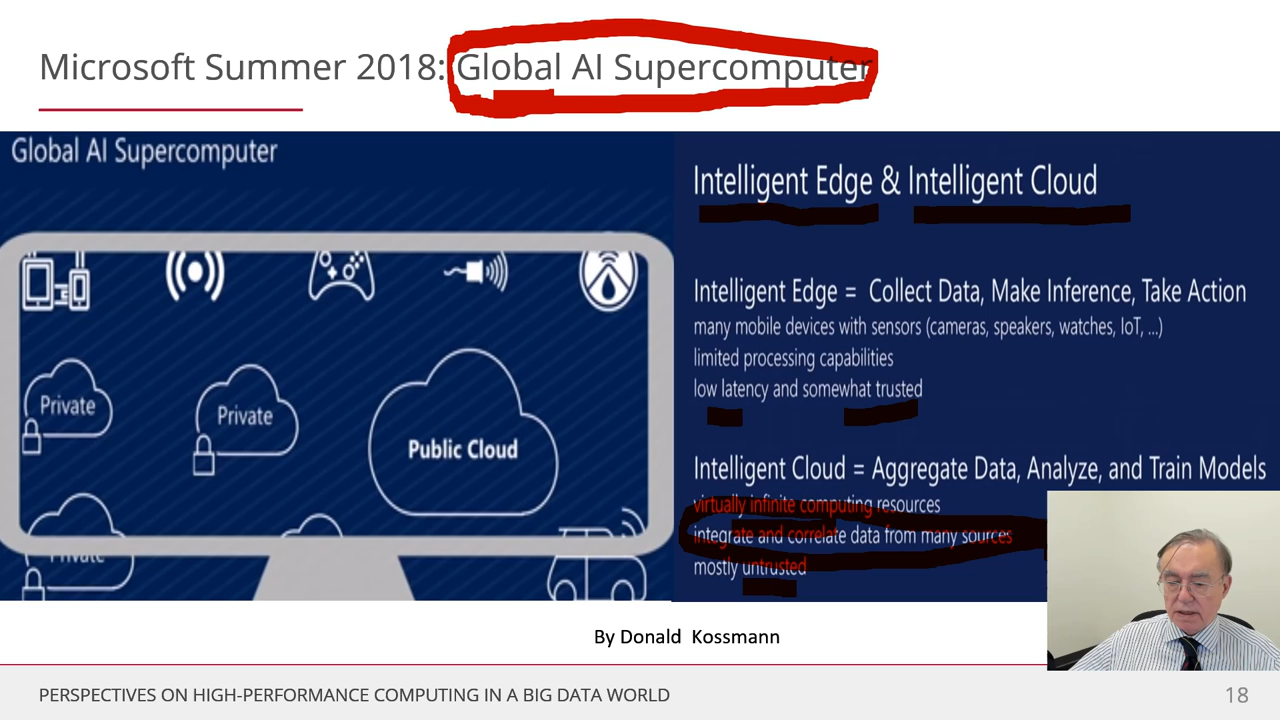 Microsoft Summer 2018: Global AI Supercomputer
Global AI Supercomputer
Private
Private
Public Cloud
Private
Intelligent Edge & Intelligent Cloud
Intelligent Edge = Collect Data, Make Inference, Take Action
many mobile devices with sensors (cameras, speakers, watches, IoT, ...)
limited processing capabilities
low latency and somewhat trusted
Intelligent Cloud = Aggregate Data, Analyze, and Train Models
virtually infinite computing resources
integrate and correlate data from many sources
mostly untrusted
By Donald Kossmann
PERSPECTIVES ON HIGH-PERFORMANCE COMPUTING IN A BIG DATA WORLD
18